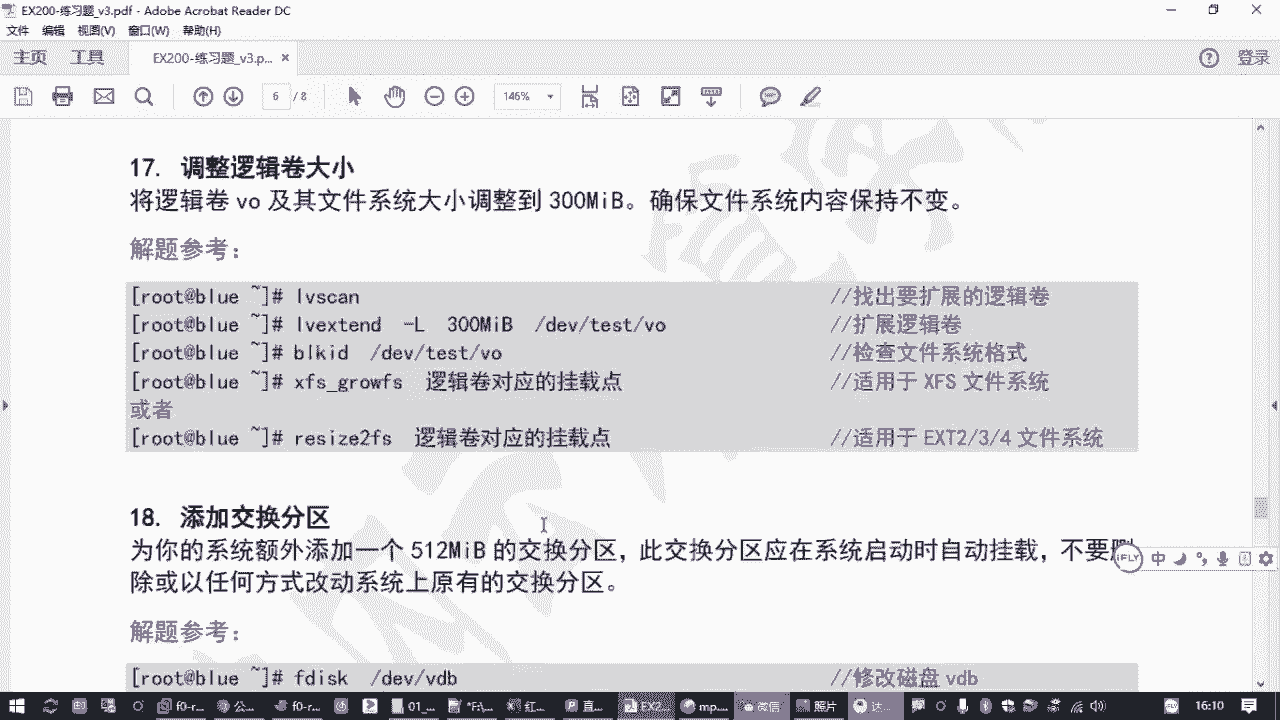 EX200-练习题_v3.pdf - Adobe Acrobat Reader DC
文件 编辑 视图(V) 窗口(W) 帮助(H)
主页 工具 EX200-练习题_v3.p... × 登录
6 / 8 146%
17. 调整逻辑卷大小
将逻辑卷 vo 及其文件系统大小调整到 300MiB。确保文件系统内容保持不变。
解题参考：
[root@blue ~]# lvscan //找出要扩展的逻辑卷
[root@blue ~]# lvextend -L 300MiB /dev/test/vo //扩展逻辑卷
[root@blue ~]# blkid /dev/test/vo //检查文件系统格式
[root@blue ~]# xfs_growfs 逻辑卷对应的挂载点 //适用于 XFS 文件系统
或者
[root@blue ~]# resize2fs 逻辑卷对应的挂载点 //适用于 EXT2/3/4 文件系统
18. 添加交换分区
为你的系统额外添加一个 512MiB 的交换分区，此交换分区应在系统启动时自动挂载，不要删
除或以任何方式改动系统上原有的交换分区。
iFLY 中
解题参考：
[root@blue ~]# fdisk /dev/vdb //修改磁盘 vdb
f0-r... 公... f0-r... 01_... 红... 直... EX2... mp... 微信 照片 达... 16:10